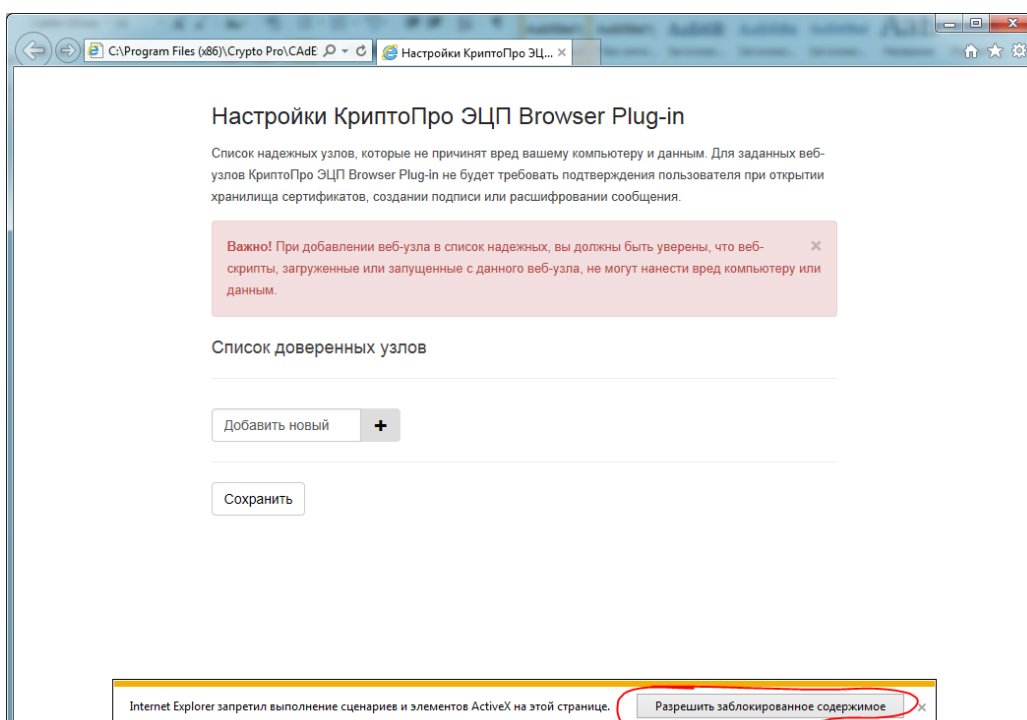 C:\Program Files (x86)\Crypto Pro\CAdE
Настройки КриптоПро ЭЦ...
Настройки КриптоПро ЭЦП Browser Plug-in
Список надежных узлов, которые не причинят вред вашему компьютеру и данным. Для заданных веб-
узлов КриптоПро ЭЦП Browser Plug-in не будет требовать подтверждения пользователя при открытии
хранилища сертификатов, создании подписи или расшифровании сообщения.
Важно! При добавлении веб-узла в список надежных, вы должны быть уверены, что веб-
скрипты, загруженные или запущенные с данного веб-узла, не могут нанести вред компьютеру или
данным.
Список доверенных узлов
Добавить новый
Сохранить
Internet Explorer запретил выполнение сценариев и элементов ActiveX на этой странице. Разрешить заблокированное содержимое